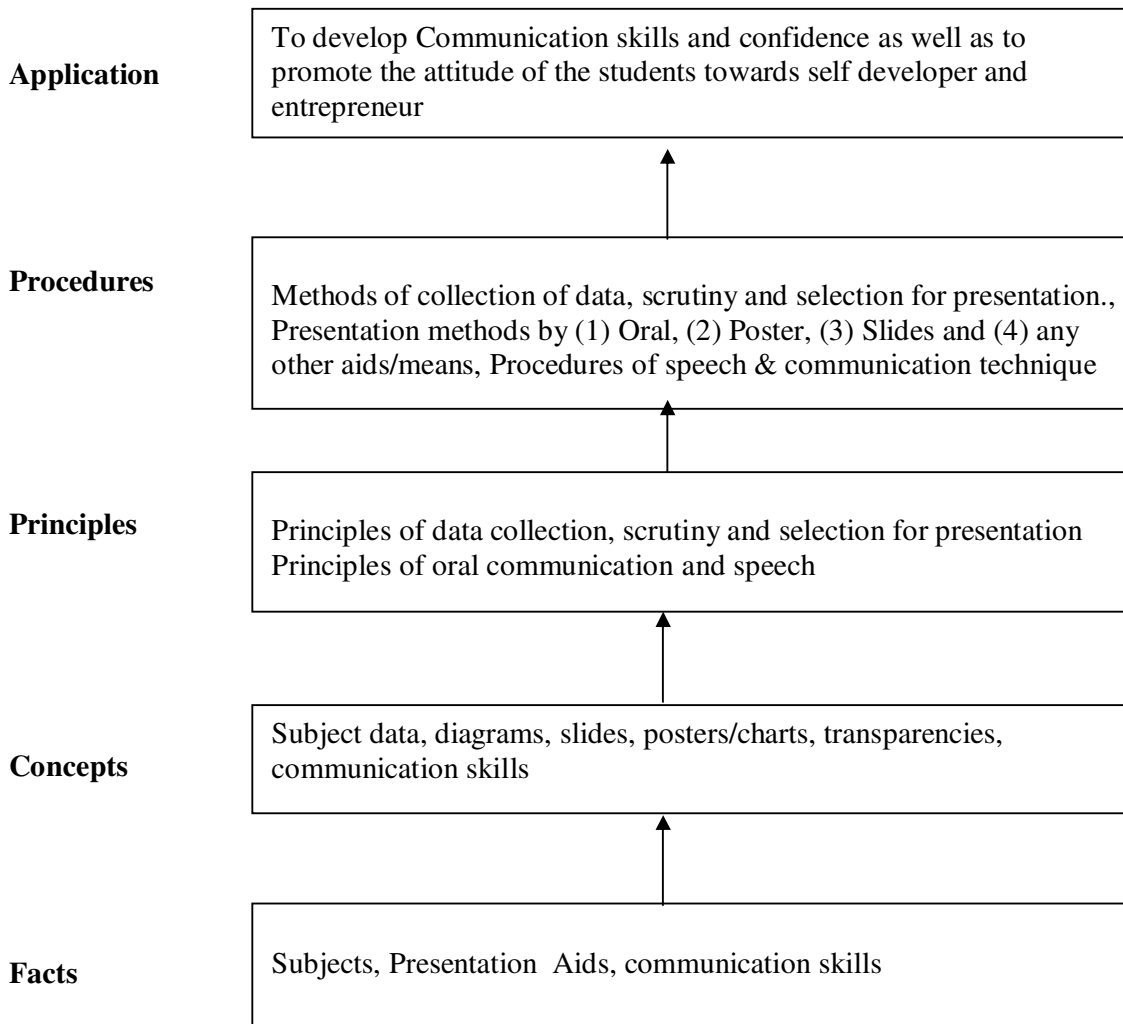 Application
To develop Communication skills and confidence as well as to
promote the attitude of the students towards self developer and
entrepreneur
Procedures
Methods of collection of data, scrutiny and selection for presentation.,
Presentation methods by (1) Oral, (2) Poster, (3) Slides and (4) any
other aids/means, Procedures of speech & communication technique
Principles
Principles of data collection, scrutiny and selection for presentation
Principles of oral communication and speech
Concepts
Subject data, diagrams, slides, posters/charts, transparencies,
communication skills
Facts
Subjects, Presentation  Aids, communication skills